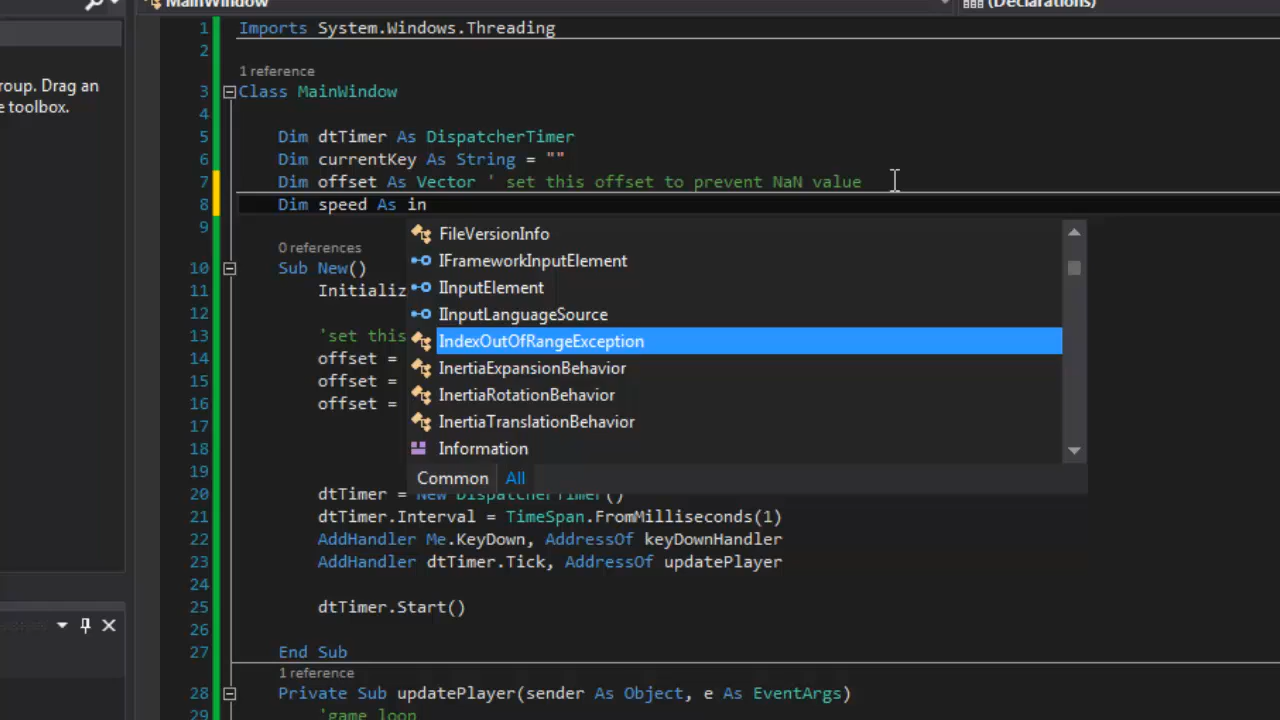 MainWindow
(Declarations)
1 Imports System.Windows.Threading
2
1 reference
3 Class MainWindow
roup. Drag an
e toolbox.
4
5 Dim dtTimer As DispatcherTimer
6 Dim currentKey As String = ""
7 Dim offset As Vector ' set this offset to prevent NaN value
8 Dim speed As in
9
FileVersionInfo
IFrameworkInputElement
IInputElement
IInputLanguageSource
IndexOutOfRangeException
InertiaExpansionBehavior
InertiaRotationBehavior
InertiaTranslationBehavior
Information
Common All
0 references
10 Sub New()
11 Initializ
12
13 'set this
14 offset =
15 offset =
16 offset =
17
18
19
20 dtTimer = New DispatcherTimer()
21 dtTimer.Interval = TimeSpan.FromMilliseconds(1)
22 AddHandler Me.KeyDown, AddressOf keyDownHandler
23 AddHandler dtTimer.Tick, AddressOf updatePlayer
24
25 dtTimer.Start()
26
27 End Sub
1 reference
28 Private Sub updatePlayer(sender As Object, e As EventArgs)
29 'game loop